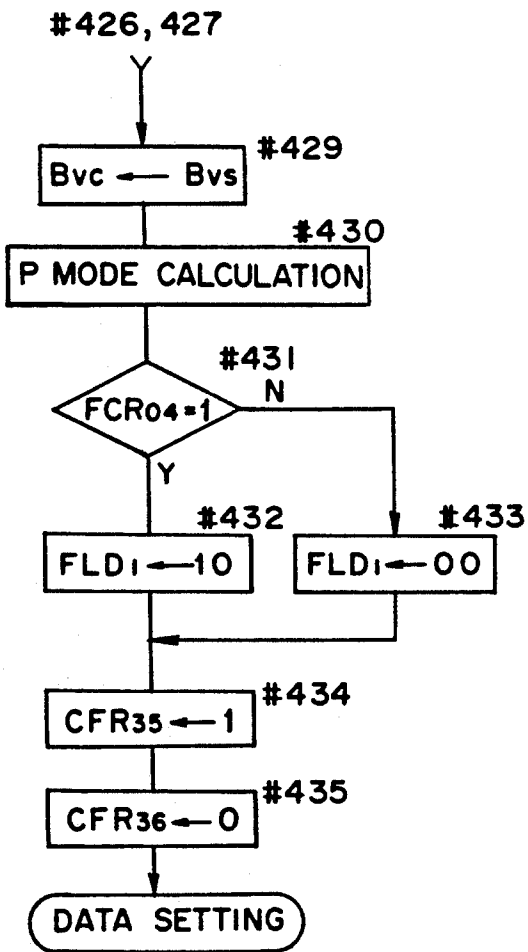 #426, 427
Y
#429
Bvc ← Bvs
#430
P MODE CALCULATION
#431
FCR04=1
N
Y
#432
FLD1 ← 10
#433
FLD1 ← 00
#434
CFR35 ← 1
#435
CFR36 ← 0
DATA SETTING